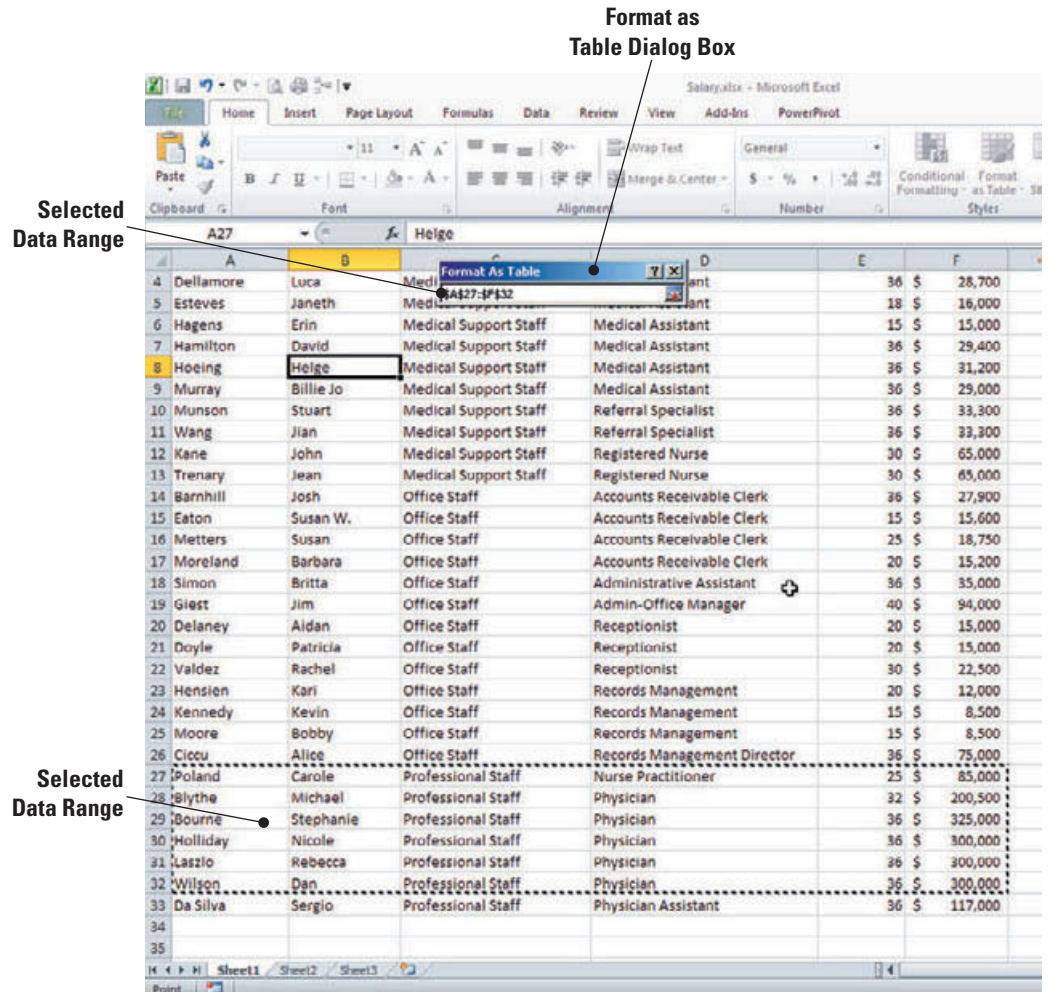 Format as
Table Dialog Box
Salary.xlsx - Microsoft Excel
File Home Insert Page Layout Formulas Data Review View Add-Ins PowerPivot
11 A A Wrap Text General
Paste B I U A Merge & Center $ % , Conditional Format
Formatting as Table
Clipboard Font Alignment Number Styles
Selected
Data Range
A27 fx Helge
A B D E F
Format As Table ? X
$A$27:$F$32
4 Dellamore Luca Medi ant 36 $ 28,700
5 Esteves Janeth Medi 18 $ 16,000
6 Hagens Erin Medical Support Staff Medical Assistant 15 $ 15,000
7 Hamilton David Medical Support Staff Medical Assistant 36 $ 29,400
8 Hoeing Helge Medical Support Staff Medical Assistant 36 $ 31,200
9 Murray Billie Jo Medical Support Staff Medical Assistant 36 $ 29,000
10 Munson Stuart Medical Support Staff Referral Specialist 36 $ 33,300
11 Wang Jian Medical Support Staff Referral Specialist 36 $ 33,300
12 Kane John Medical Support Staff Registered Nurse 30 $ 65,000
13 Trenary Jean Medical Support Staff Registered Nurse 30 $ 65,000
14 Barnhill Josh Office Staff Accounts Receivable Clerk 36 $ 27,900
15 Eaton Susan W. Office Staff Accounts Receivable Clerk 15 $ 15,600
16 Metters Susan Office Staff Accounts Receivable Clerk 25 $ 18,750
17 Moreland Barbara Office Staff Accounts Receivable Clerk 20 $ 15,200
18 Simon Britta Office Staff Administrative Assistant 36 $ 35,000
19 Giest Jim Office Staff Admin-Office Manager 40 $ 94,000
20 Delaney Aidan Office Staff Receptionist 20 $ 15,000
21 Doyle Patricia Office Staff Receptionist 20 $ 15,000
22 Valdez Rachel Office Staff Receptionist 30 $ 22,500
23 Hensien Kari Office Staff Records Management 20 $ 12,000
24 Kennedy Kevin Office Staff Records Management 15 $ 8,500
25 Moore Bobby Office Staff Records Management 15 $ 8,500
26 Ciccu Alice Office Staff Records Management Director 36 $ 75,000
Selected
Data Range
27 Poland Carole Professional Staff Nurse Practitioner 25 $ 85,000
28 Blythe Michael Professional Staff Physician 32 $ 200,500
29 Bourne Stephanie Professional Staff Physician 36 $ 325,000
30 Holliday Nicole Professional Staff Physician 36 $ 300,000
31 Laszlo Rebecca Professional Staff Physician 36 $ 300,000
32 Wilson Dan Professional Staff Physician 36 $ 300,000
33 Da Silva Sergio Professional Staff Physician Assistant 36 $ 117,000
34
35
Sheet1 Sheet2 Sheet3
Point